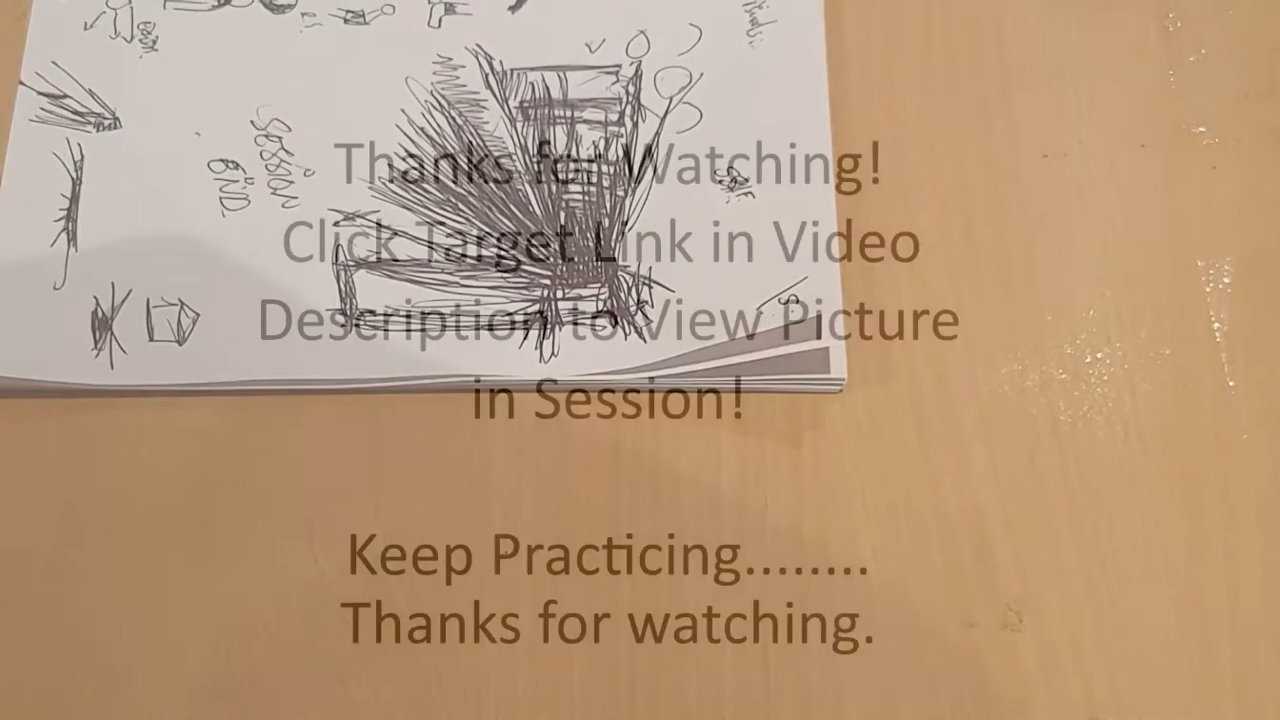 SESSION
END.
Thanks for Watching!
Click Target Link in Video
Description to View Picture
in Session!
Keep Practicing........
Thanks for watching.